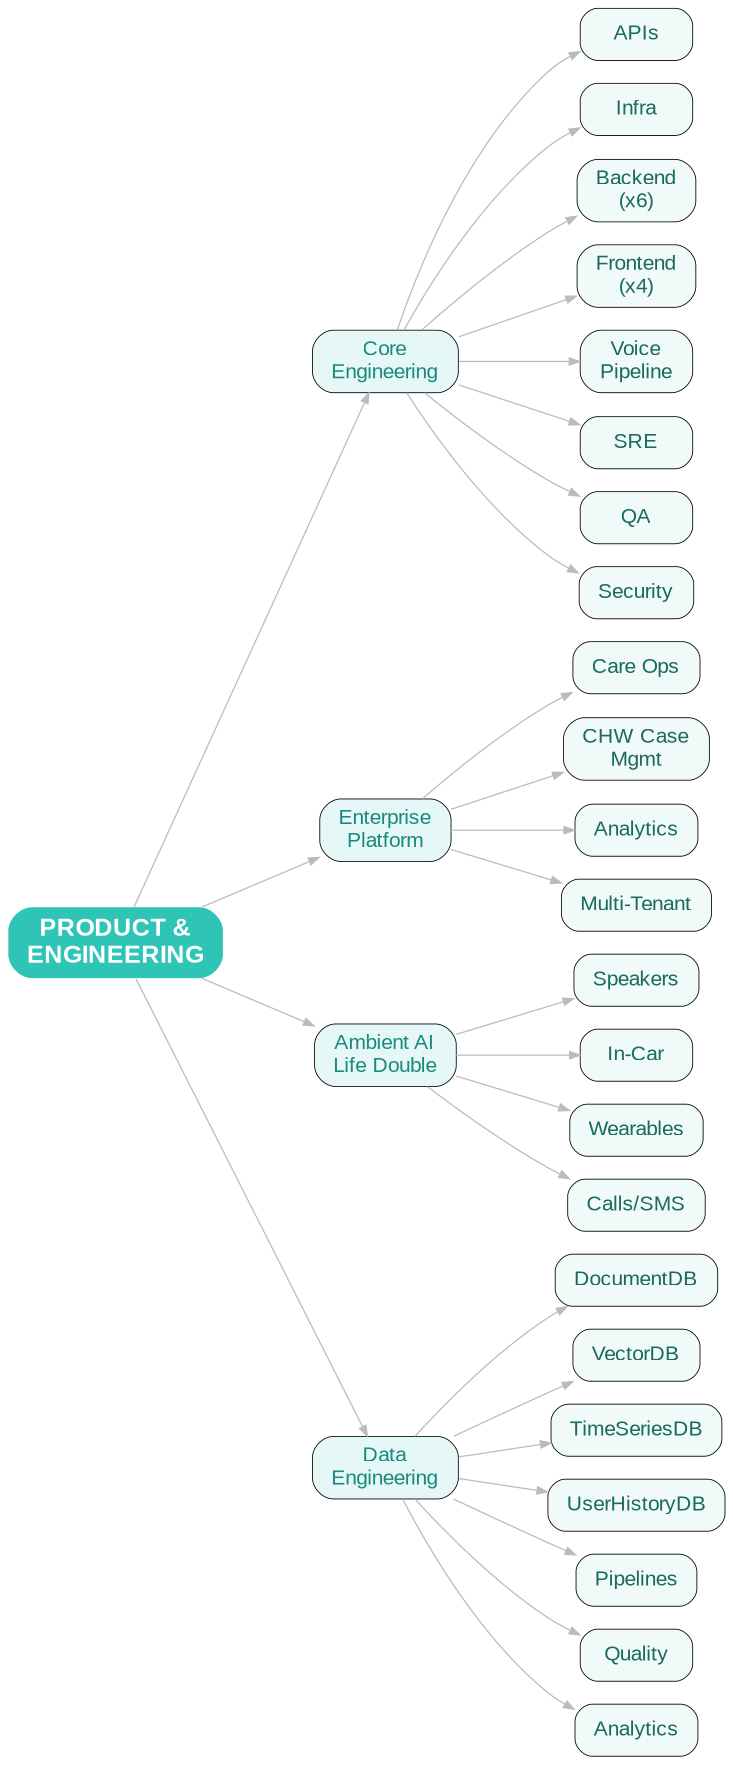 APIs
Infra
Backend
(x6)
Frontend
(x4)
Core
Engineering
Voice
Pipeline
SRE
QA
Security
Care Ops
CHW Case
Mgmt
Enterprise
Platform
Analytics
Multi-Tenant
PRODUCT &
ENGINEERING
Speakers
Ambient AI
Life Double
In-Car
Wearables
Calls/SMS
DocumentDB
VectorDB
TimeSeriesDB
Data
Engineering
UserHistoryDB
Pipelines
Quality
Analytics